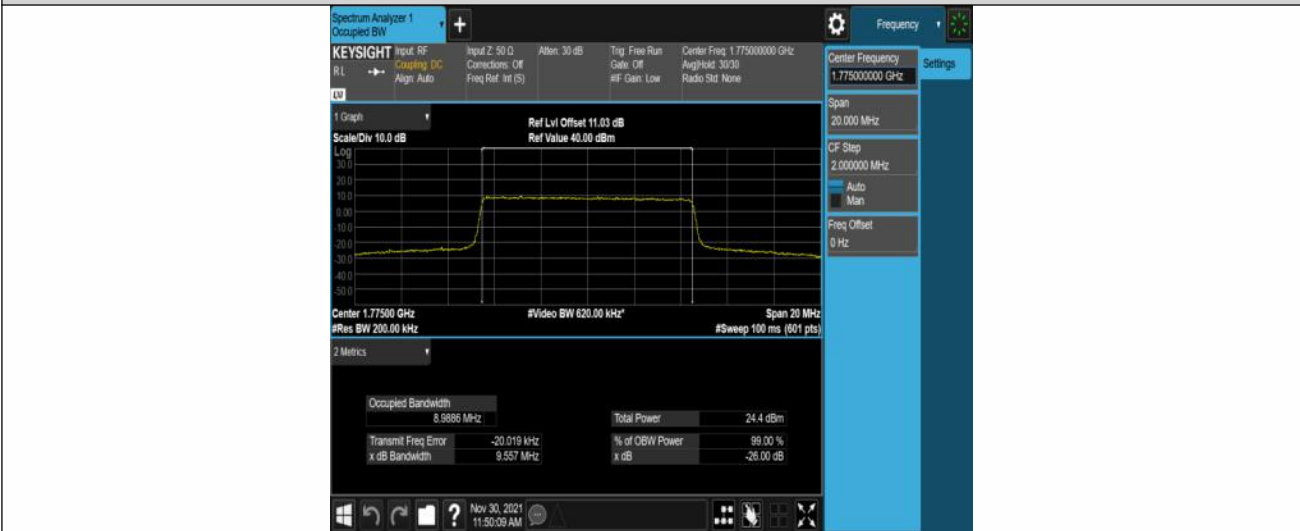 Spectrum Analyzer 1
Occupied BW
+
Frequency
KEYSIGHT
RL
LV
Input: RF
Coupling: DC
Align: Auto
Input Z: 50 Ω
Corrections: Off
Freq Ref: Int (S)
Atten: 30 dB
Trig: Free Run
Gate: Off
#IF Gain: Low
Center Freq: 1.775000000 GHz
Avg|Hold: 30/30
Radio Std: None
Center Frequency
1.775000000 GHz
Settings
Span
20.000 MHz
CF Step
2.000000 MHz
Auto
Man
Freq Offset
0 Hz
1 Graph
Scale/Div 10.0 dB
Ref Lvl Offset 11.03 dB
Ref Value 40.00 dBm
Log
30.0
20.0
10.0
0.00
-10.0
-20.0
-30.0
-40.0
-50.0
Center 1.77500 GHz
#Video BW 620.00 kHz*
Span 20 MHz
#Res BW 200.00 kHz
#Sweep 100 ms (601 pts)
2 Metrics
Occupied Bandwidth
8.9886 MHz
Total Power 24.4 dBm
Transmit Freq Error -20.019 kHz
% of OBW Power 99.00 %
x dB Bandwidth 9.557 MHz
x dB -26.00 dB
?
Nov 30, 2021
11:50:09 AM